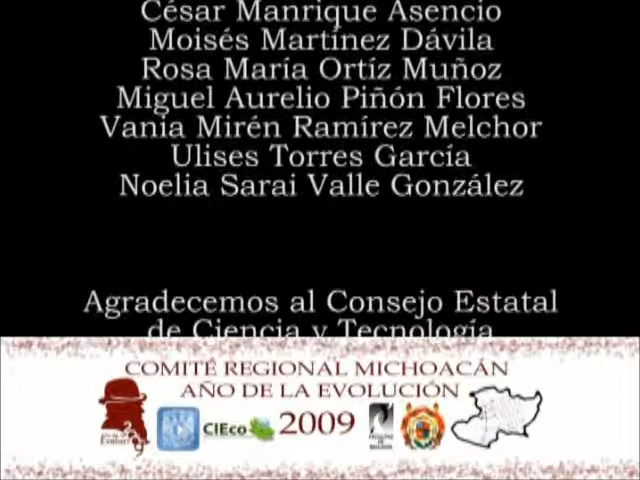 César Manrique Asencio
Moisés Martínez Dávila
Rosa María Ortíz Muñoz
Miguel Aurelio Piñón Flores
Vania Mirén Ramírez Melchor
Ulises Torres García
Noelia Sarai Valle González
Agradecemos al Consejo Estatal
de Ciencia y Tecnología
COMITÉ REGIONAL MICHOACÁN
AÑO DE LA EVOLUCIÓN
CIEco
2009